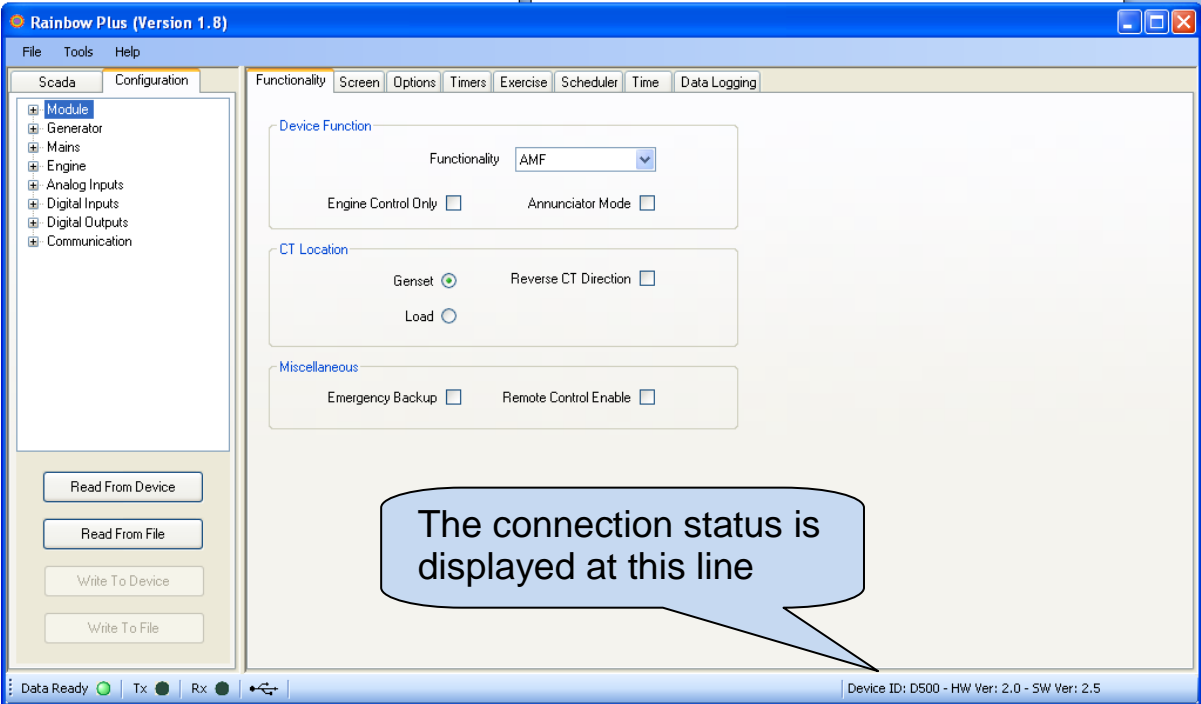 Rainbow Plus (Version 1.8)
File Tools Help
Scada Configuration
Functionality Screen Options Timers Exercise Scheduler Time Data Logging
Module
Generator
Mains
Engine
Analog Inputs
Digital Inputs
Digital Outputs
Communication
Device Function
Functionality AMF
Engine Control Only Annunciator Mode
CT Location
Genset Reverse CT Direction
Load
Miscellaneous
Emergency Backup Remote Control Enable
Read From Device
Read From File
Write To Device
Write To File
The connection status is
displayed at this line
Data Ready Tx Rx Device ID: D500 - HW Ver: 2.0 - SW Ver: 2.5